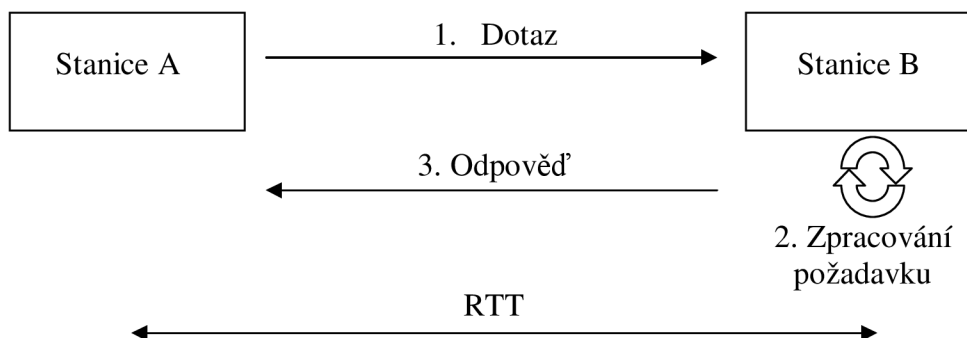 1. Dotaz
Stanice A
Stanice B
3. Odpověď
2. Zpracování
požadavku
RTT